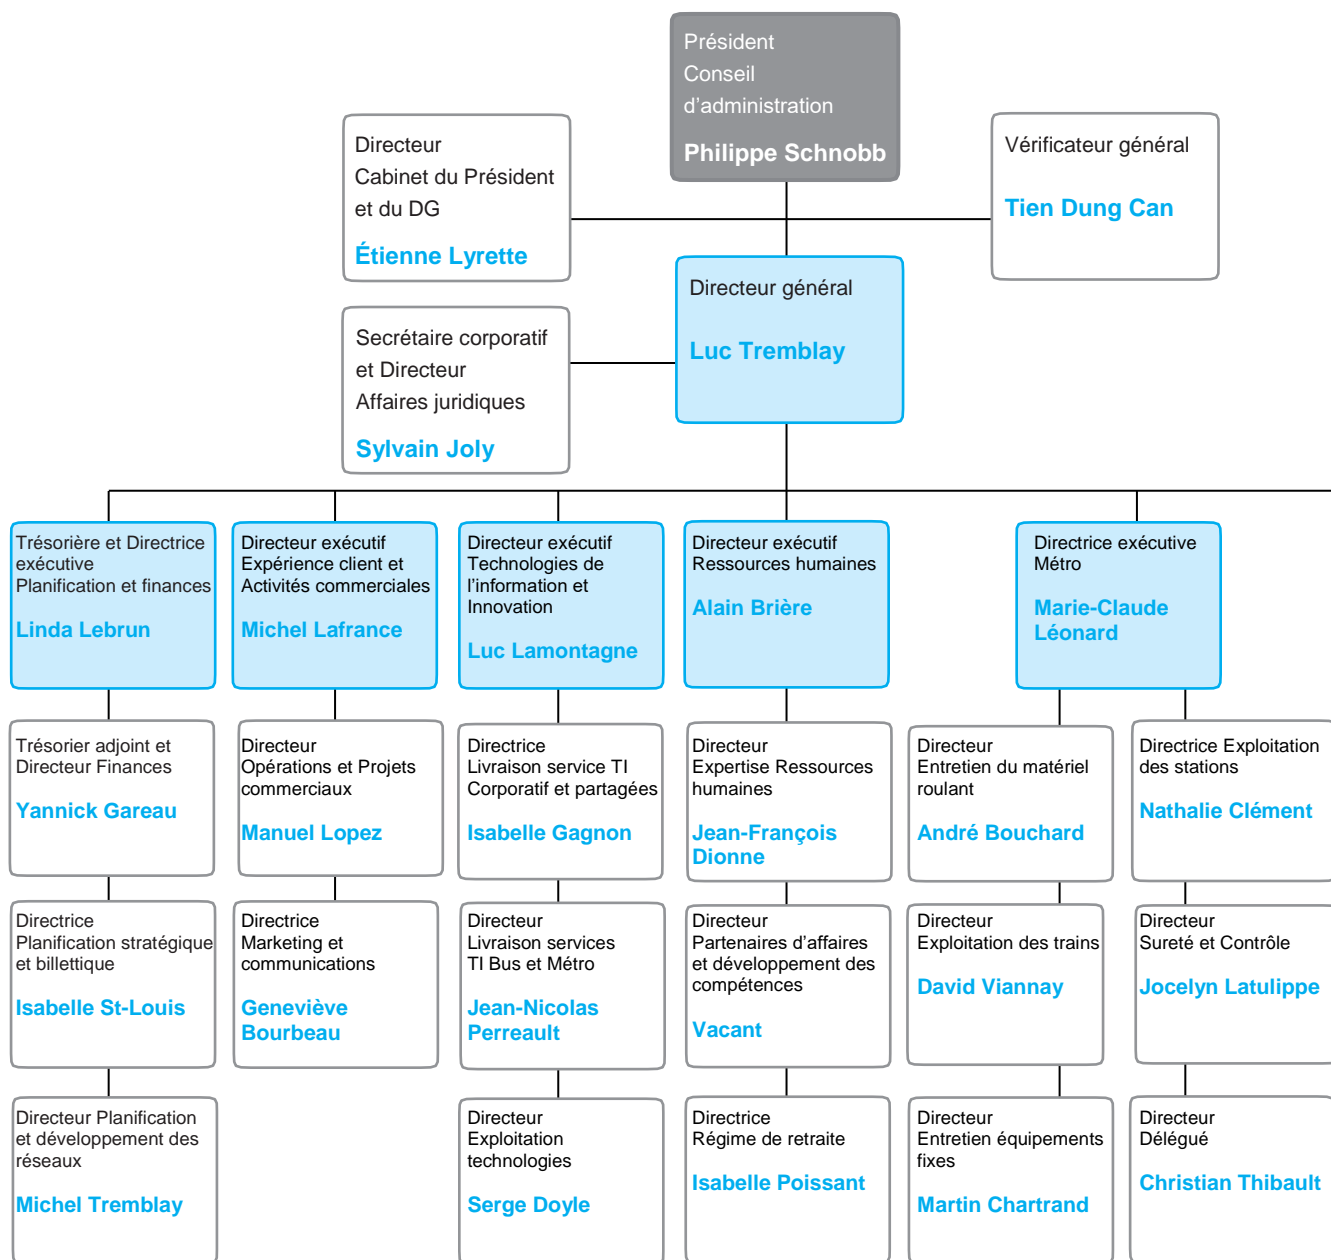 Président
Conseil
d’administration
Philippe Schnobb
Directeur
Cabinet du Président
et du DG
Étienne Lyrette
Vérificateur général
Tien Dung Can
Directeur général
Luc Tremblay
Secrétaire corporatif
et Directeur
Affaires juridiques
Sylvain Joly
Trésorière et Directrice
exécutive
Planification et finances
Linda Lebrun
Directeur exécutif
Expérience client et
Activités commerciales
Michel Lafrance
Directeur exécutif
Technologies de
l’information et
Innovation
Luc Lamontagne
Directeur exécutif
Ressources humaines
Alain Brière
Directrice exécutive
Métro
Marie-Claude
Léonard
Trésorier adjoint et
Directeur Finances
Yannick Gareau
Directeur
Opérations et Projets
commerciaux
Manuel Lopez
Directrice
Livraison service TI
Corporatif et partagées
Isabelle Gagnon
Directeur
Expertise Ressources
humaines
Jean-François
Dionne
Directeur
Entretien du matériel
roulant
André Bouchard
Directrice Exploitation
des stations
Nathalie Clément
Directrice
Planification stratégique
et billettique
Isabelle St-Louis
Directrice
Marketing et
communications
Geneviève
Bourbeau
Directeur
Livraison services
TI Bus et Métro
Jean-Nicolas
Perreault
Directeur
Partenaires d’affaires
et développement des
compétences
Vacant
Directeur
Exploitation des trains
David Viannay
Directeur
Sureté et Contrôle
Jocelyn Latulippe
Directeur Planification
et développement des
réseaux
Michel Tremblay
Directeur
Exploitation
technologies
Serge Doyle
Directrice
Régime de retraite
Isabelle Poissant
Directeur
Entretien équipements
fixes
Martin Chartrand
Directeur
Délégué
Christian Thibault